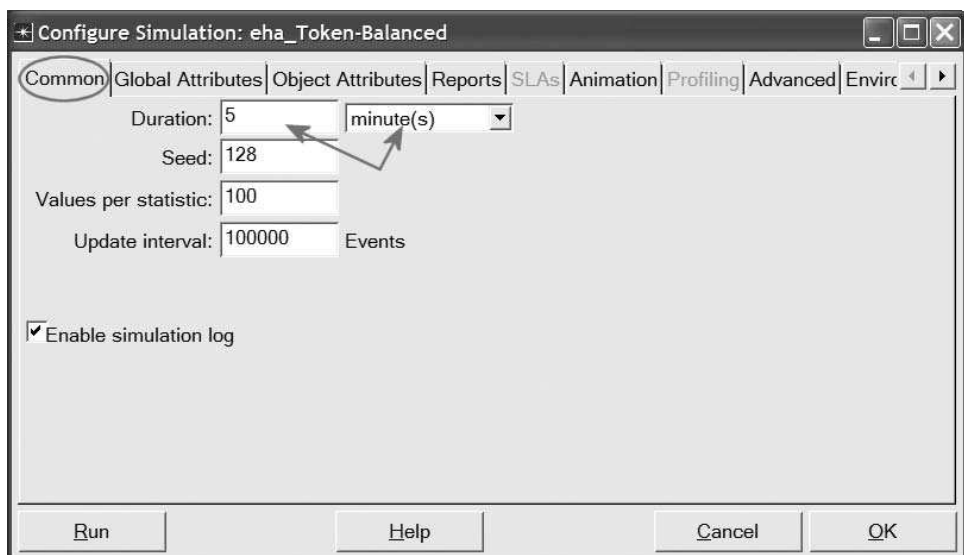 Configure Simulation: eha_Token-Balanced
Common Global Attributes Object Attributes Reports SLAs Animation Profiling Advanced Enviro
Duration: 5 minute(s)
Seed: 128
Values per statistic: 100
Update interval: 100000 Events
Enable simulation log
Run Help Cancel OK